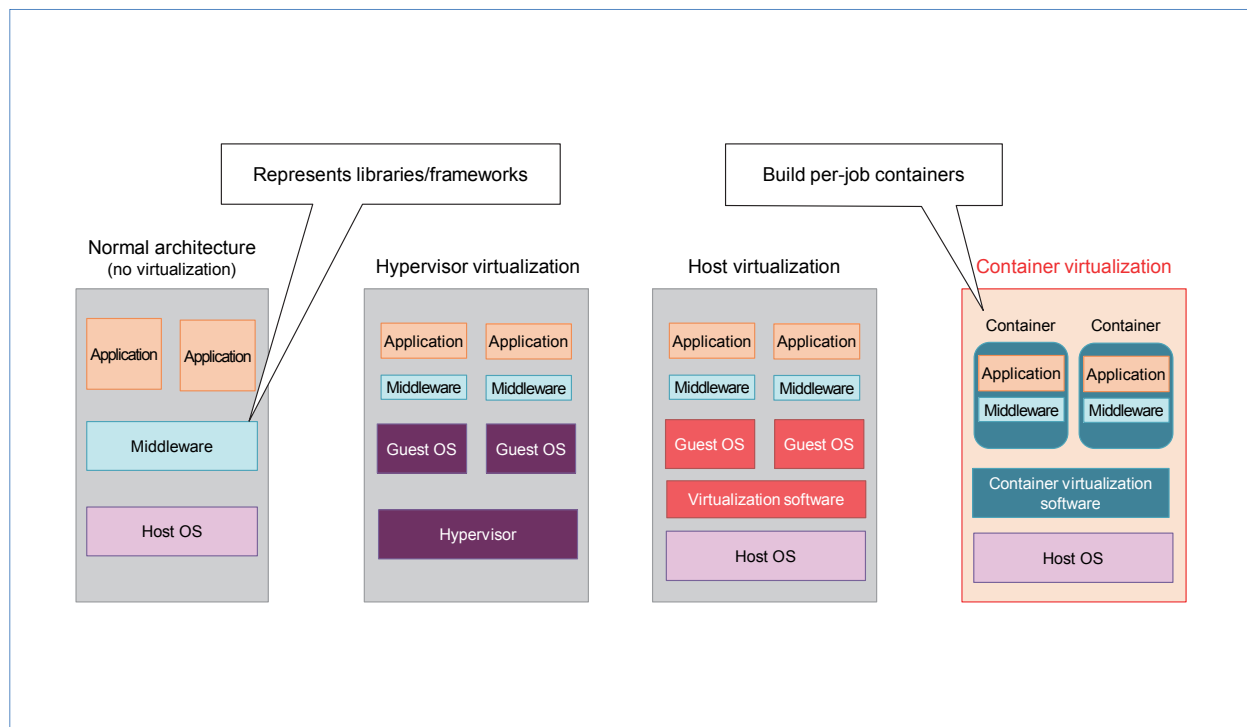 Represents libraries/frameworks
Build per-job containers
Normal architecture
(no virtualization)
Hypervisor virtualization
Host virtualization
Container virtualization
Application
Application
Middleware
Host OS
Application
Application
Middleware
Middleware
Guest OS
Guest OS
Hypervisor
Application
Application
Middleware
Middleware
Guest OS
Guest OS
Virtualization software
Host OS
Container
Container
Application
Application
Middleware
Middleware
Container virtualization
software
Host OS